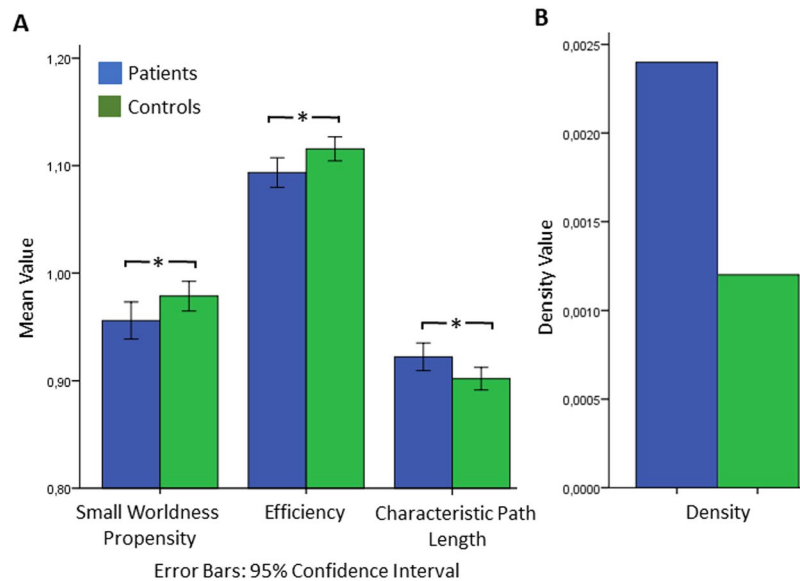 A
B
1,20
1,10
1,00
0,90
0,80
Mean Value
Patients
Controls
*
*
*
Small Worldness
Propensity
Efficiency
Characteristic Path
Length
Error Bars: 95% Confidence Interval
0,0025
0,0020
0,0015
0,0010
0,0005
0,0000
Density Value
Density